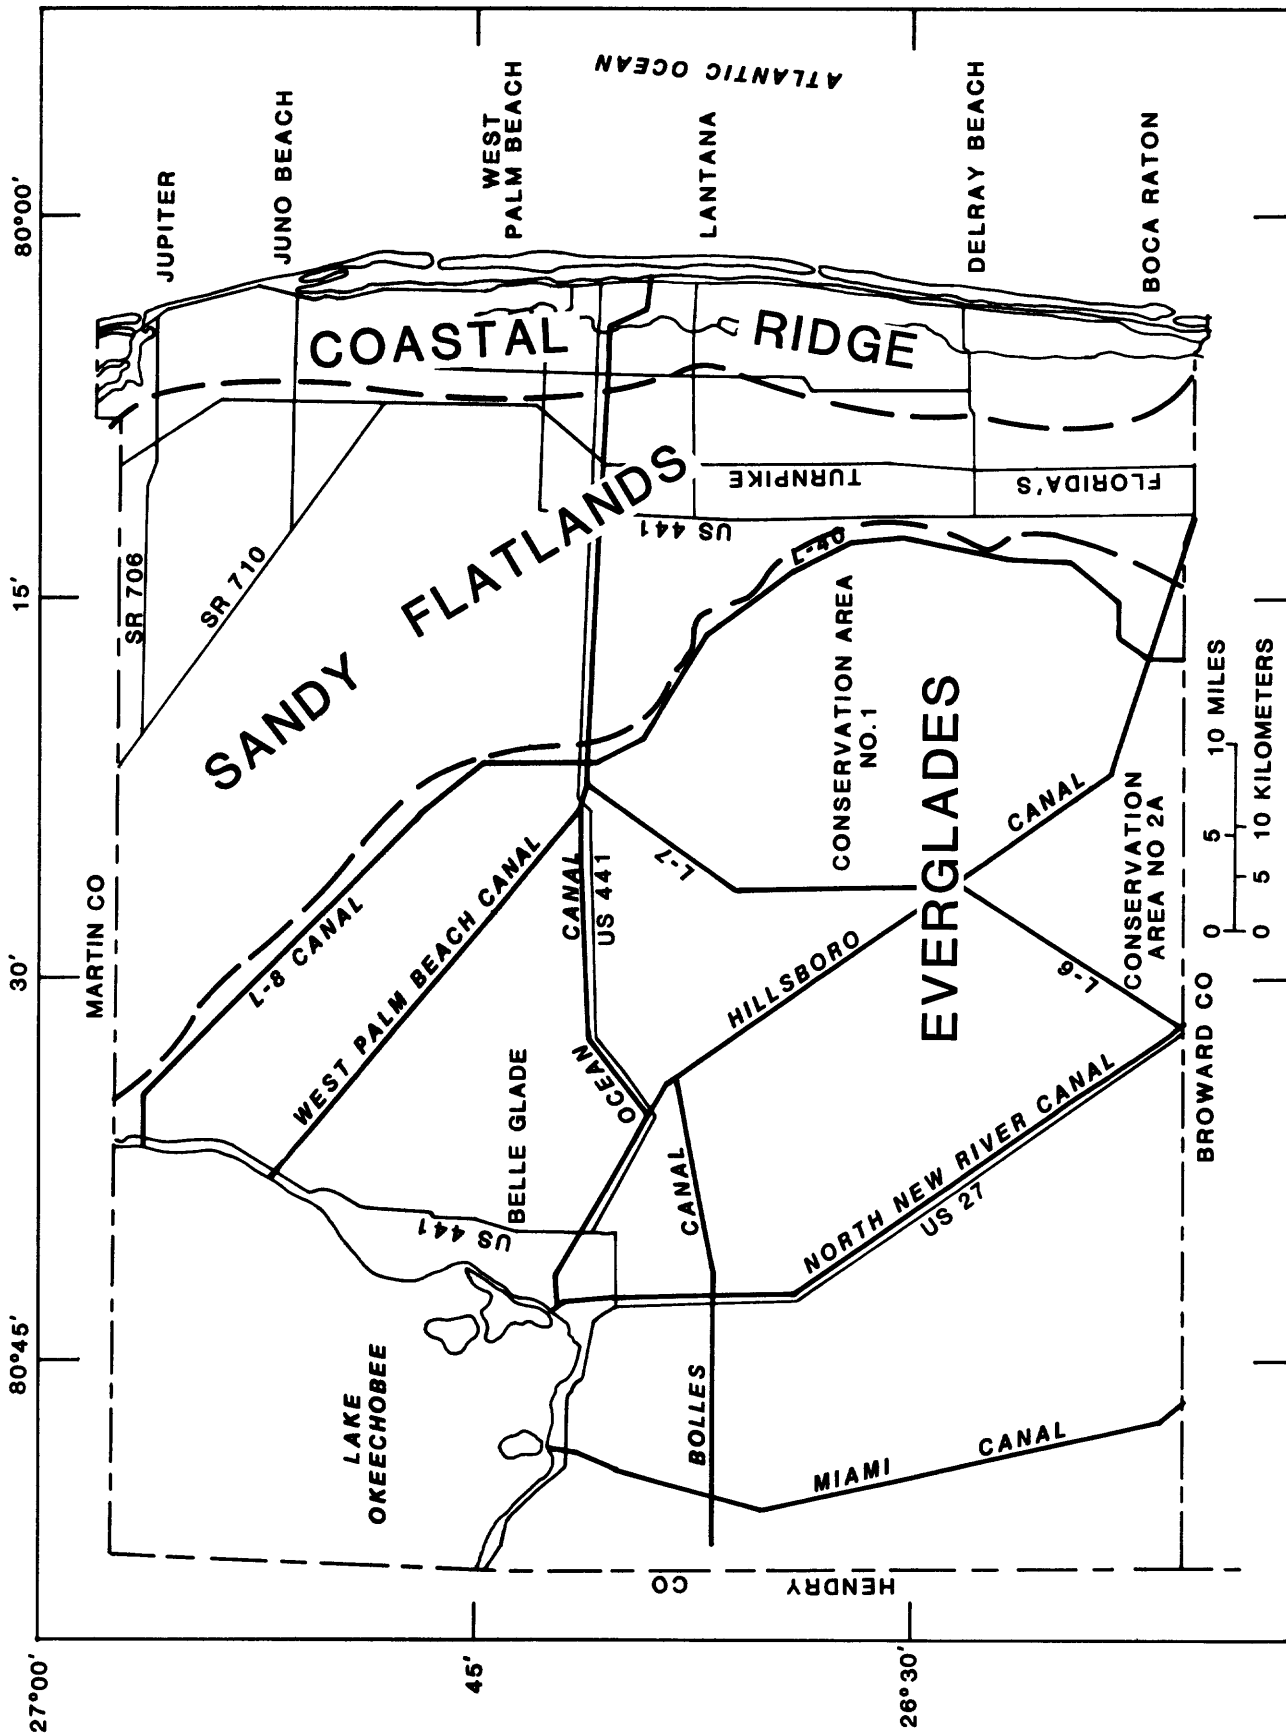 27°00'
45'
26°30'
80°45'
30'
15'
80°00'
MARTIN CO
HENDRY
CO
BROWARD CO
ATLANTIC OCEAN
JUPITER
JUNO BEACH
WEST
PALM BEACH
LANTANA
DELRAY BEACH
BOCA RATON
COASTAL RIDGE
SANDY FLATLANDS
EVERGLADES
SR 706
SR 710
FLORIDA'S
TURNPIKE
US 441
L-40
CONSERVATION AREA
NO. 1
L-8 CANAL
WEST PALM BEACH CANAL
OCEAN CANAL
US 441
L-7
HILLSBORO CANAL
L-6
CONSERVATION
AREA NO 2A
BELLE GLADE
US 441
LAKE
OKEECHOBEE
BOLLES CANAL
NORTH NEW RIVER CANAL
US 27
MIAMI CANAL
0 5 10 MILES
0 5 10 KILOMETERS